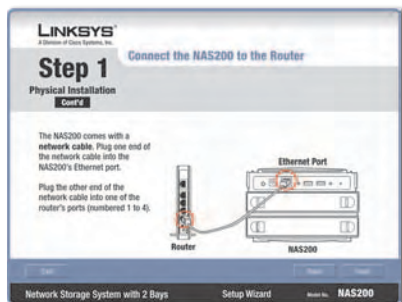 LINKSYS®
A Division of Cisco Systems, Inc.
Connect the NAS200 to the Router
Step 1
Physical Installation
Cont'd
The NAS200 comes with a
network cable. Plug one end of
the network cable into the
NAS200's Ethernet port.
Plug the other end of the
network cable into one of the
router's ports (numbered 1 to 4).
Ethernet Port
Router
NAS200
Network Storage System with 2 Bays
Setup Wizard
Model No.
NAS200